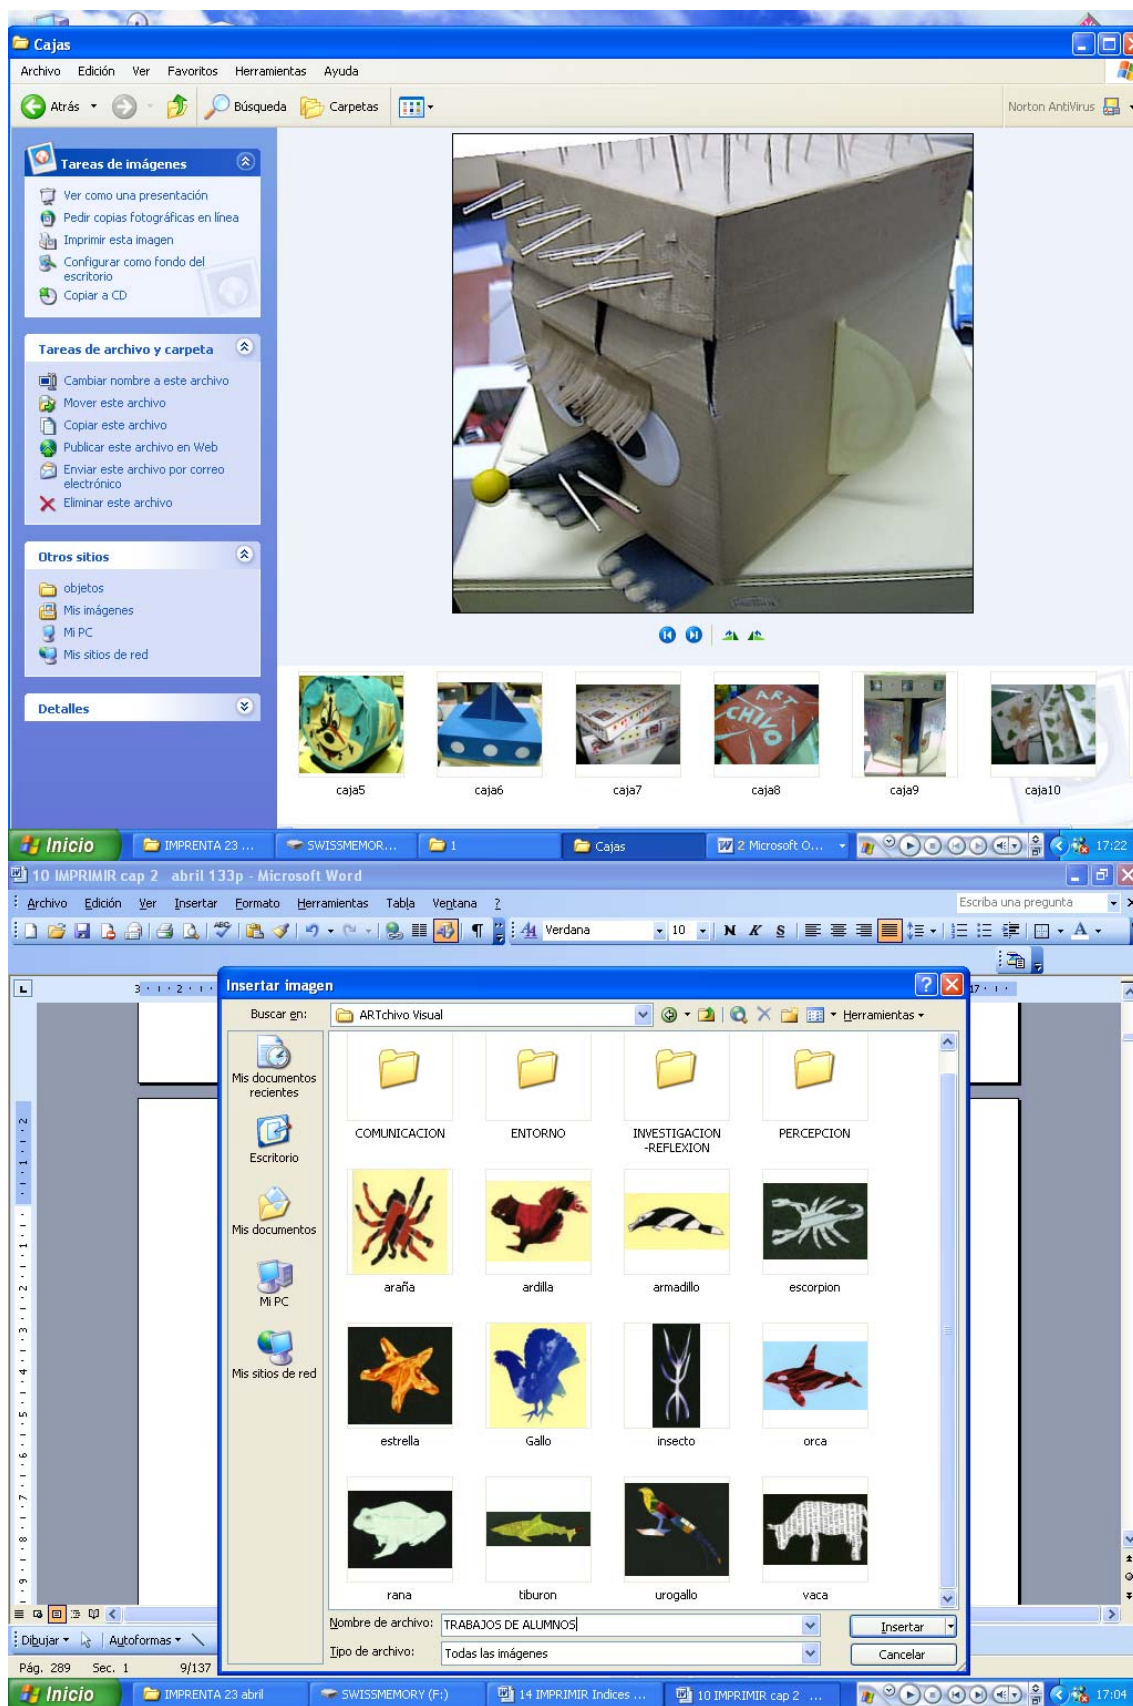 Cajas
Archivo Edición Ver Favoritos Herramientas Ayuda
Atrás Búsqueda Carpetas Norton AntiVirus
Tareas de imágenes
Ver como una presentación
Pedir copias fotográficas en línea
Imprimir esta imagen
Configurar como fondo del
escritorio
Copiar a CD
Tareas de archivo y carpeta
Cambiar nombre a este archivo
Mover este archivo
Copiar este archivo
Publicar este archivo en Web
Enviar este archivo por correo
electrónico
Eliminar este archivo
Otros sitios
objetos
Mis imágenes
Mi PC
Mis sitios de red
Detalles
ART
CHIVO
caja5 caja6 caja7 caja8 caja9 caja10
Inicio IMPRENTA 23 ... SWISSMEMOR... 1 Cajas 2 Microsoft O... 17:22
10 IMPRIMIR cap 2 abril 133p - Microsoft Word
Archivo Edición Ver Insertar Formato Herramientas Tabla Ventana ? Escriba una pregunta
Verdana 10 N K S
Insertar imagen
Buscar en: ARTchivo Visual Herramientas
Mis documentos
recientes
Escritorio
Mis documentos
Mi PC
Mis sitios de red
COMUNICACION ENTORNO INVESTIGACION
-REFLEXION PERCEPCION
araña ardilla armadillo escorpion
estrella Gallo insecto orca
rana tiburon urogallo vaca
Nombre de archivo: TRABAJOS DE ALUMNOS Insertar
Tipo de archivo: Todas las imágenes Cancelar
Dibujar Autoformas
Pág. 289 Sec. 1 9/137
Inicio IMPRENTA 23 abril SWISSMEMORY (F:) 14 IMPRIMIR Indices ... 10 IMPRIMIR cap 2 ... 17:04